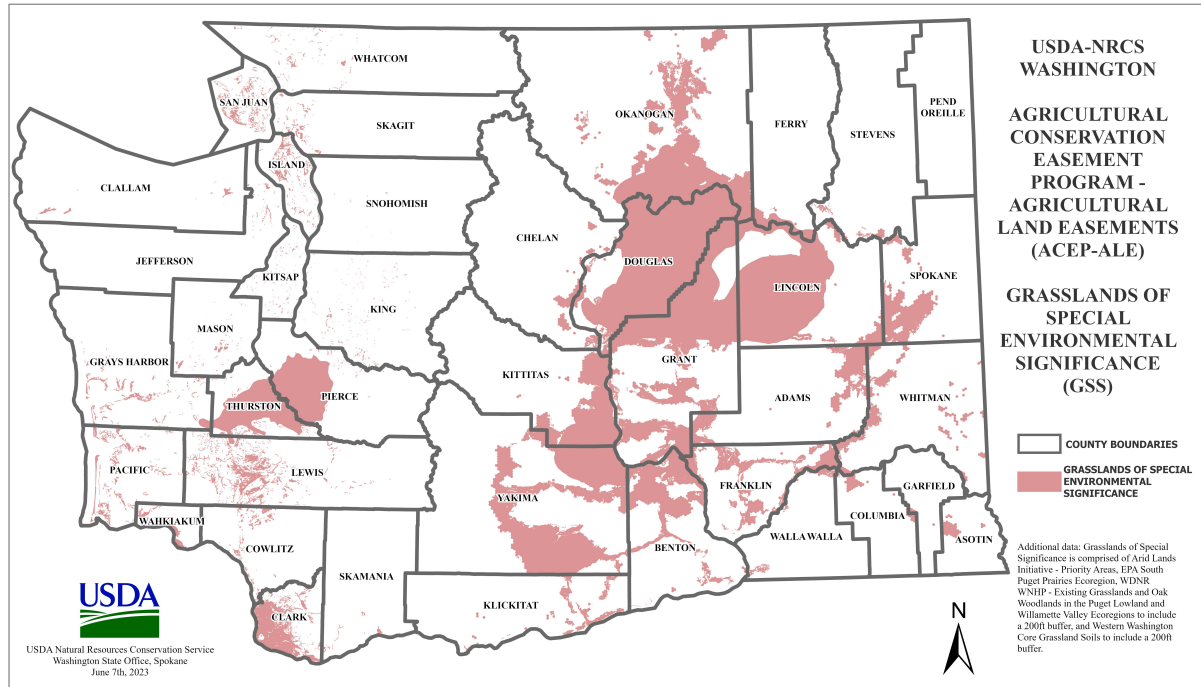 USDA-NRCS
WASHINGTON
AGRICULTURAL
CONSERVATION
EASEMENT
PROGRAM -
AGRICULTURAL
LAND EASEMENTS
(ACEP-ALE)
GRASSLANDS OF
SPECIAL
ENVIRONMENTAL
SIGNIFICANCE
(GSS)
WHATCOM
SAN JUAN
SKAGIT
OKANOGAN
FERRY
STEVENS
PEND
OREILLE
ISLAND
CLALLAM
SNOHOMISH
CHELAN
JEFFERSON
KITSAP
DOUGLAS
LINCOLN
SPOKANE
KING
MASON
GRAYS HARBOR
KITTITAS
GRANT
THURSTON
PIERCE
ADAMS
WHITMAN
PACIFIC
LEWIS
YAKIMA
FRANKLIN
GARFIELD
WAHKIAKUM
COLUMBIA
COWLITZ
BENTON
WALLA WALLA
ASOTIN
SKAMANIA
KLICKITAT
CLARK
COUNTY BOUNDARIES
GRASSLANDS OF SPECIAL
ENVIRONMENTAL
SIGNIFICANCE
Additional data: Grasslands of Special
Significance is comprised of Arid Lands
Initiative - Priority Areas, EPA South
Puget Prairies Ecoregion, WDNR
WNHP - Existing Grasslands and Oak
Woodlands in the Puget Lowland and
Willamette Valley Ecoregions to include
a 200ft buffer, and Western Washington
Core Grassland Soils to include a 200ft
buffer.
N
USDA
USDA Natural Resources Conservation Service
Washington State Office, Spokane
June 7th, 2023